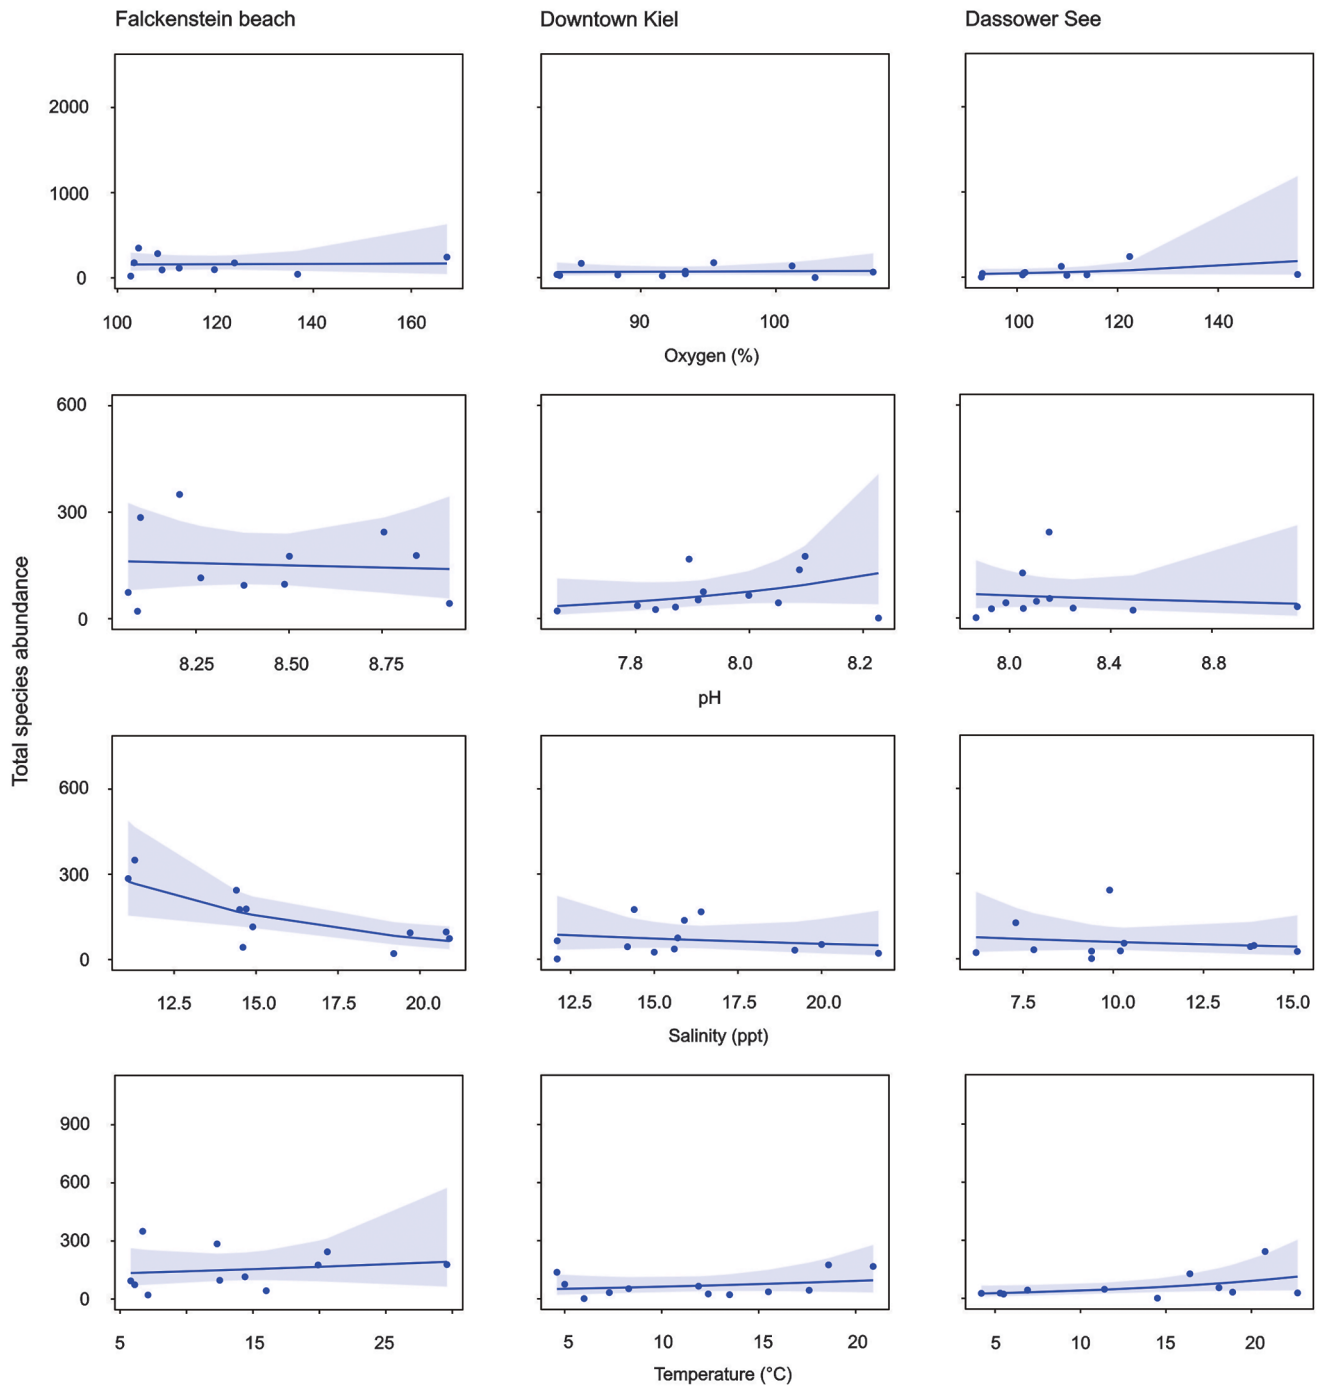 Falckenstein beach Downtown Kiel Dassower See
2000
1000
0
100 120 140 160 90 100 100 120 140
Oxygen (%)
600
300
0
8.25 8.50 8.75 7.8 8.0 8.2 8.0 8.4 8.8
pH
Total species abundance
600
300
0
12.5 15.0 17.5 20.0 12.5 15.0 17.5 20.0 7.5 10.0 12.5 15.0
Salinity (ppt)
900
600
300
0
5 15 25 5 10 15 20 5 10 15 20
Temperature (°C)